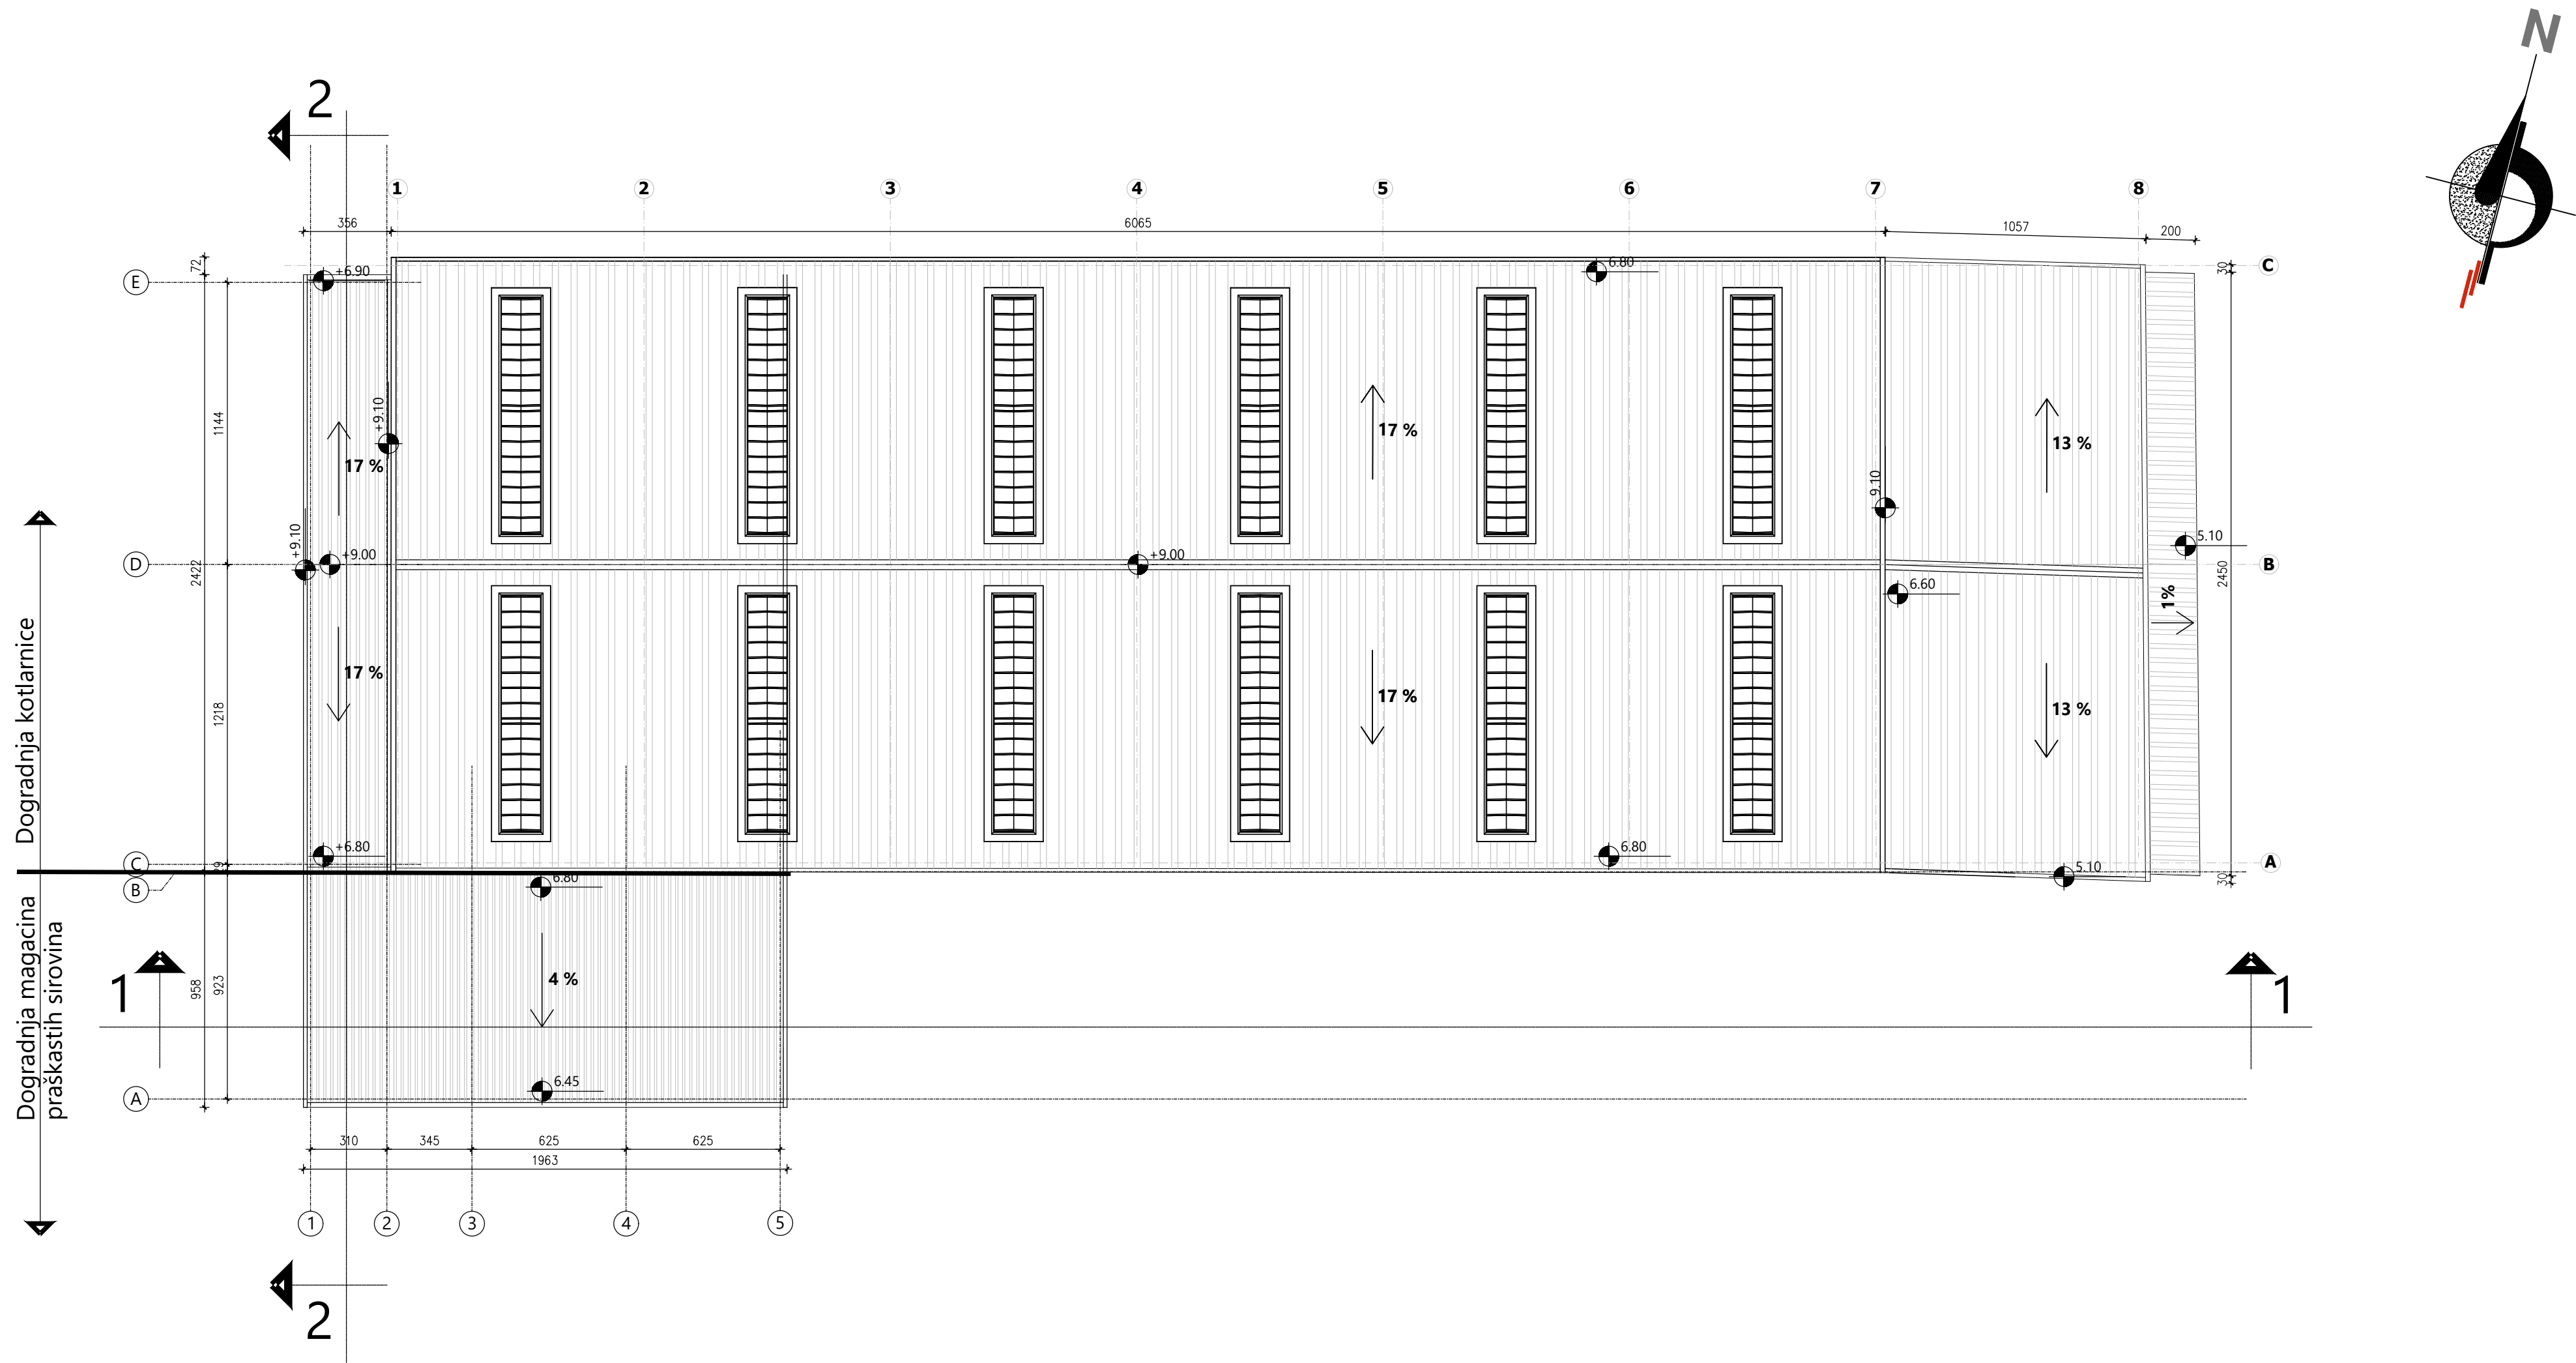 N
2
1 2 3 4 5 6 7 8
356 6065 1057 200
72
E +6.90 6.80 30 C
+9.10
1144
17 % 17 % 13 %
9.10
+9.10
D +9.00 +9.00 5.10 B
2422 2450
6.60
1%
1218
17 % 17 % 13 %
Dogradnja kotlarnice
C +6.80 6.80 A
29
B 6.80 5.10 30
Dogradnja magacina
praškastih sirovina
1 958 923 4 % 1
A 6.45
310 345 625 625
1963
1 2 3 4 5
2